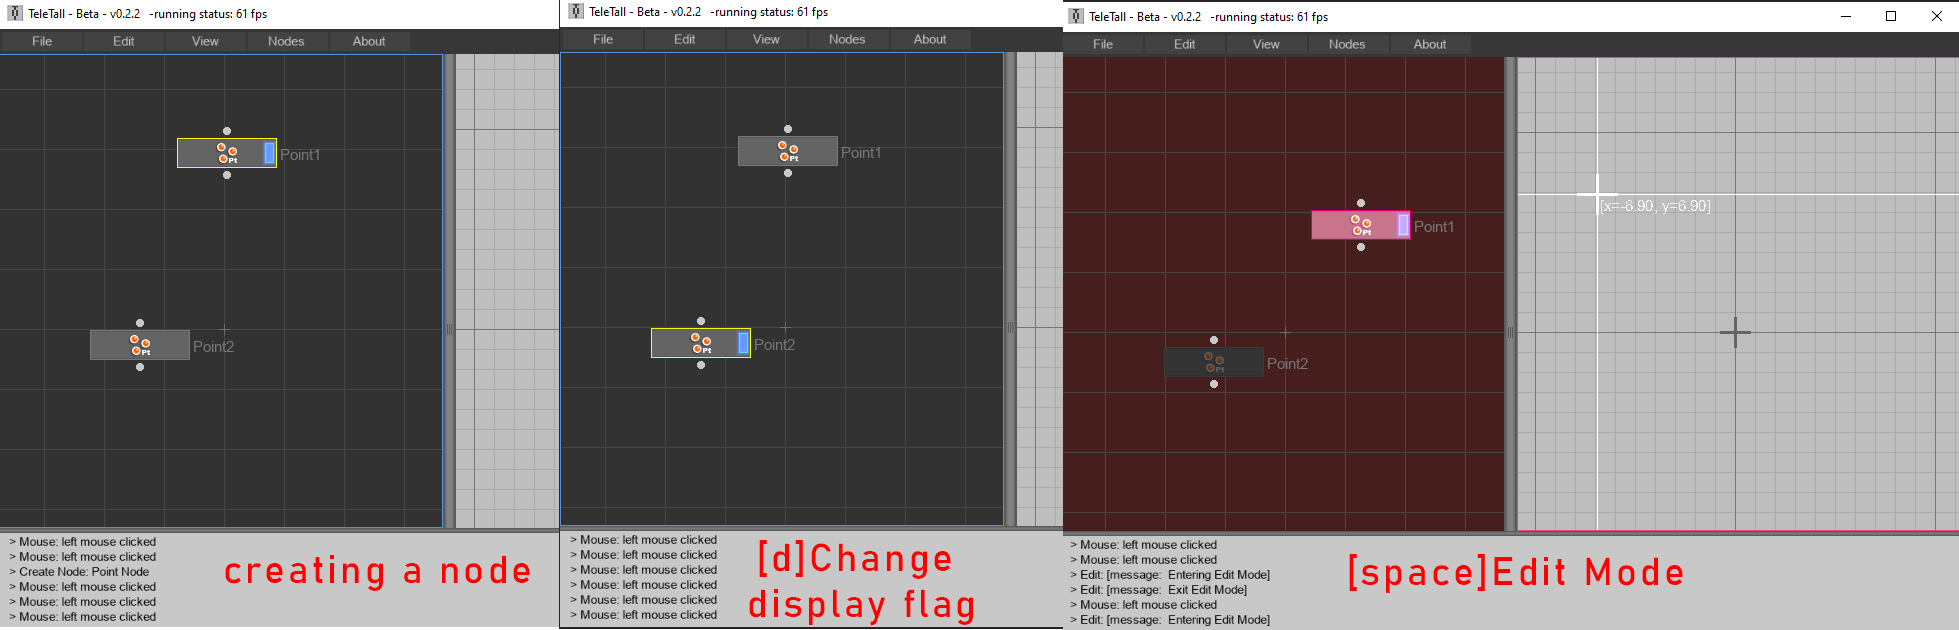 TeleTall - Beta - v0.2.2   -running status: 61 fps
File Edit View Nodes About
Pt Point1
Pt Point2
> Mouse: left mouse clicked
> Mouse: left mouse clicked
> Create Node: Point Node
> Mouse: left mouse clicked
> Mouse: left mouse clicked
> Mouse: left mouse clicked
creating a node
TeleTall - Beta - v0.2.2   -running status: 61 fps
File Edit View Nodes About
Pt Point1
Pt Point2
> Mouse: left mouse clicked
> Mouse: left mouse clicked
> Mouse: left mouse clicked
> Mouse: left mouse clicked
> Mouse: left mouse clicked
> Mouse: left mouse clicked
[d]Change
display flag
TeleTall - Beta - v0.2.2   -running status: 61 fps
File Edit View Nodes About
[x=-6.90, y=6.90]
Pt Point1
Pt Point2
> Mouse: left mouse clicked
> Mouse: left mouse clicked
> Edit: [message:  Entering Edit Mode]
> Edit: [message:  Exit Edit Mode]
> Mouse: left mouse clicked
> Edit: [message:  Entering Edit Mode]
[space]Edit Mode